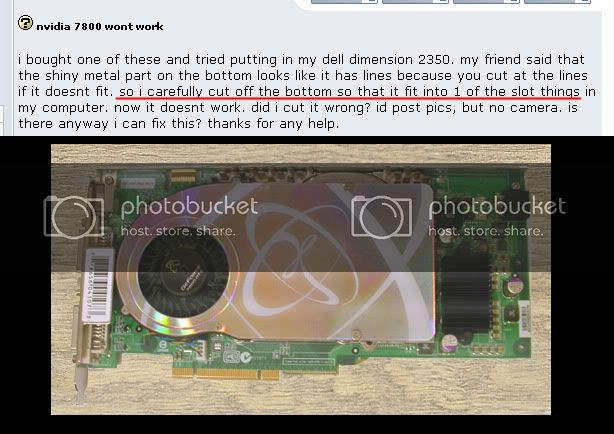 nvidia 7800 wont work
i bought one of these and tried putting in my dell dimension 2350. my friend said that
the shiny metal part on the bottom looks like it has lines because you cut at the lines
if it doesnt fit. so i carefully cut off the bottom so that it fit into 1 of the slot things in
my computer. now it doesnt work. did i cut it wrong? id post pics, but no camera. is
there anyway i can fix this? thanks for any help.
photobucket photobucket
host. store. share. host. store. share.